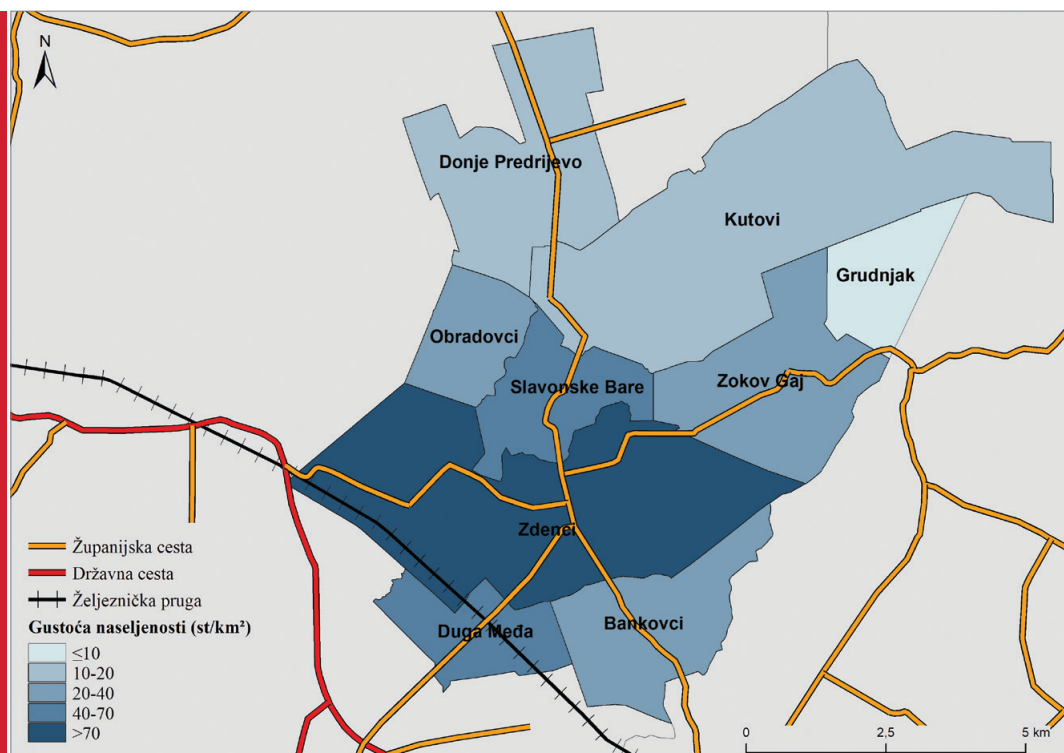 N
Donje Predrijevo
Kutovi
Grudnjak
Obradovci
Slavonske Bare
Zokov Gaj
Zdenci
Duga Međa
Bankovci
Županijska cesta
Državna cesta
Željeznička pruga
Gustoća naseljenosti (st/km²)
≤10
10-20
20-40
40-70
>70
0 2,5 5 km